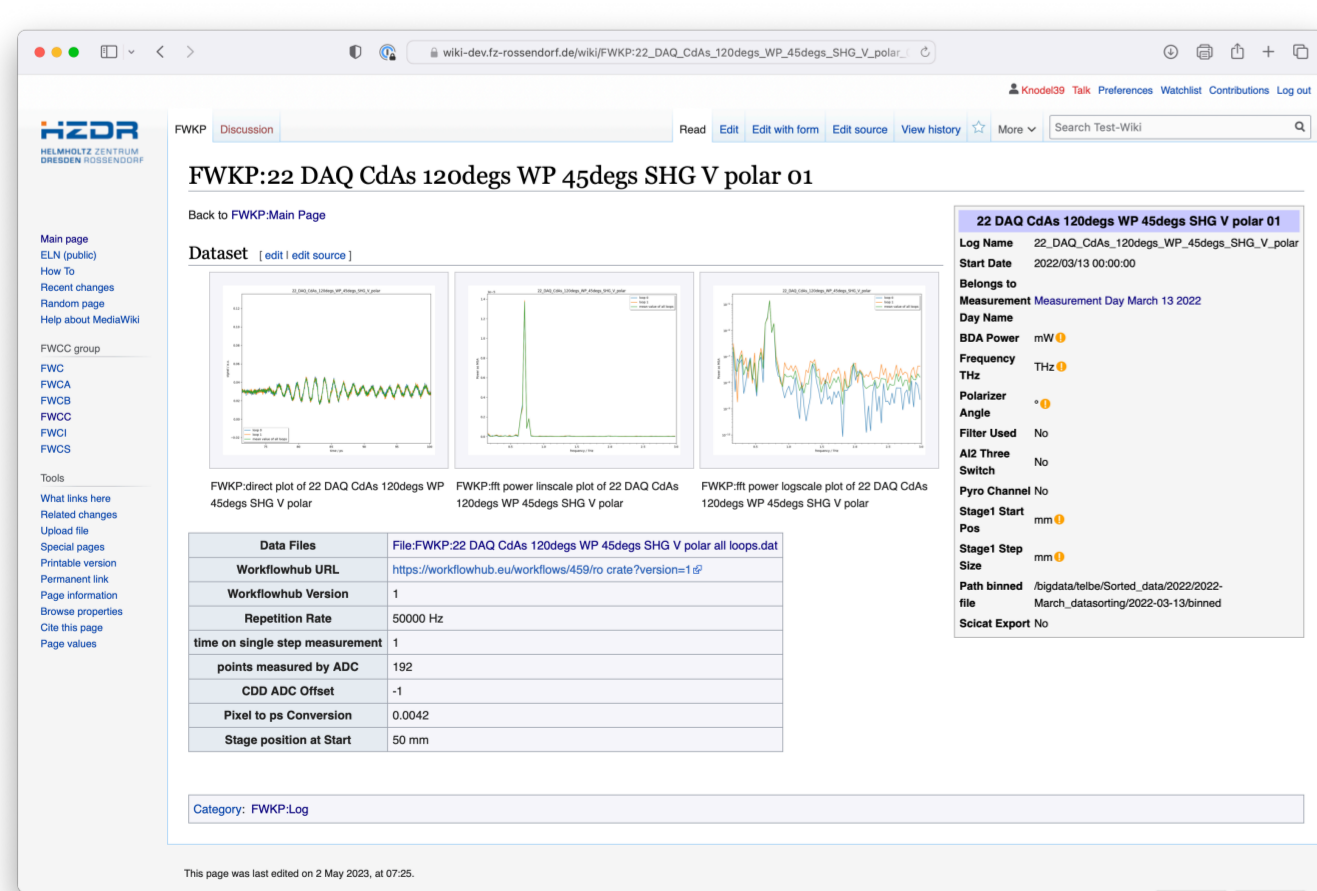 wiki-dev.fz-rossendorf.de/wiki/FWKP:22_DAQ_CdAs_120degs_WP_45degs_SHG_V_polar_
Knodel39 Talk Preferences Watchlist Contributions Log out
HZDR
HELMHOLTZ ZENTRUM
DRESDEN ROSSENDORF
FWKP Discussion
Read Edit Edit with form Edit source View history More Search Test-Wiki
FWKP:22 DAQ CdAs 120degs WP 45degs SHG V polar 01
Back to FWKP:Main Page
Main page
ELN (public)
How To
Recent changes
Random page
Help about MediaWiki
FWCC group
FWC
FWCA
FWCB
FWCC
FWCI
FWCS
Tools
What links here
Related changes
Upload file
Special pages
Printable version
Permanent link
Page information
Browse properties
Cite this page
Page values
Dataset [ edit | edit source ]
22_DAQ_CdAs_120degs_WP_45degs_SHG_V_polar
22_DAQ_CdAs_120degs_WP_45degs_SHG_V_polar
22_DAQ_CdAs_120degs_WP_45degs_SHG_V_polar
FWKP:direct plot of 22 DAQ CdAs 120degs WP
45degs SHG V polar
FWKP:fft power linscale plot of 22 DAQ CdAs
120degs WP 45degs SHG V polar
FWKP:fft power logscale plot of 22 DAQ CdAs
120degs WP 45degs SHG V polar
Data Files File:FWKP:22 DAQ CdAs 120degs WP 45degs SHG V polar all loops.dat
Workflowhub URL https://workflowhub.eu/workflows/459/ro crate?version=1
Workflowhub Version 1
Repetition Rate 50000 Hz
time on single step measurement 1
points measured by ADC 192
CDD ADC Offset -1
Pixel to ps Conversion 0.0042
Stage position at Start 50 mm
22 DAQ CdAs 120degs WP 45degs SHG V polar 01
Log Name 22_DAQ_CdAs_120degs_WP_45degs_SHG_V_polar
Start Date 2022/03/13 00:00:00
Belongs to
Measurement Measurement Day March 13 2022
Day Name
BDA Power mW
Frequency
THz THz
Polarizer
Angle °
Filter Used No
AI2 Three
Switch No
Pyro Channel No
Stage1 Start
Pos mm
Stage1 Step
Size mm
Path binned /bigdata/telbe/Sorted_data/2022/2022-
file March_datasorting/2022-03-13/binned
Scicat Export No
Category: FWKP:Log
This page was last edited on 2 May 2023, at 07:25.